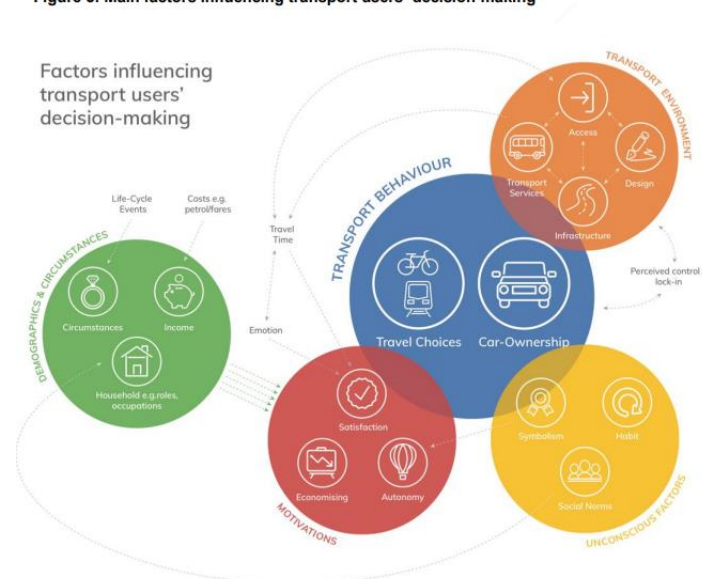 Figure 3. Main factors influencing transport users' decision-making
Factors influencing
transport users'
decision-making
TRANSPORT ENVIRONMENT
Access
Transport
Services
Design
Infrastructure
TRANSPORT BEHAVIOUR
Travel Choices
Car-Ownership
Life-Cycle
Events
Costs e.g.
petrol/fares
Travel
Time
Perceived control
lock-in
DEMOGRAPHICS & CIRCUMSTANCES
Circumstances
Income
Household e.g.roles,
occupations
Emotion
Satisfaction
Economising
Autonomy
MOTIVATIONS
Symbolism
Habit
Social Norms
UNCONSCIOUS FACTORS